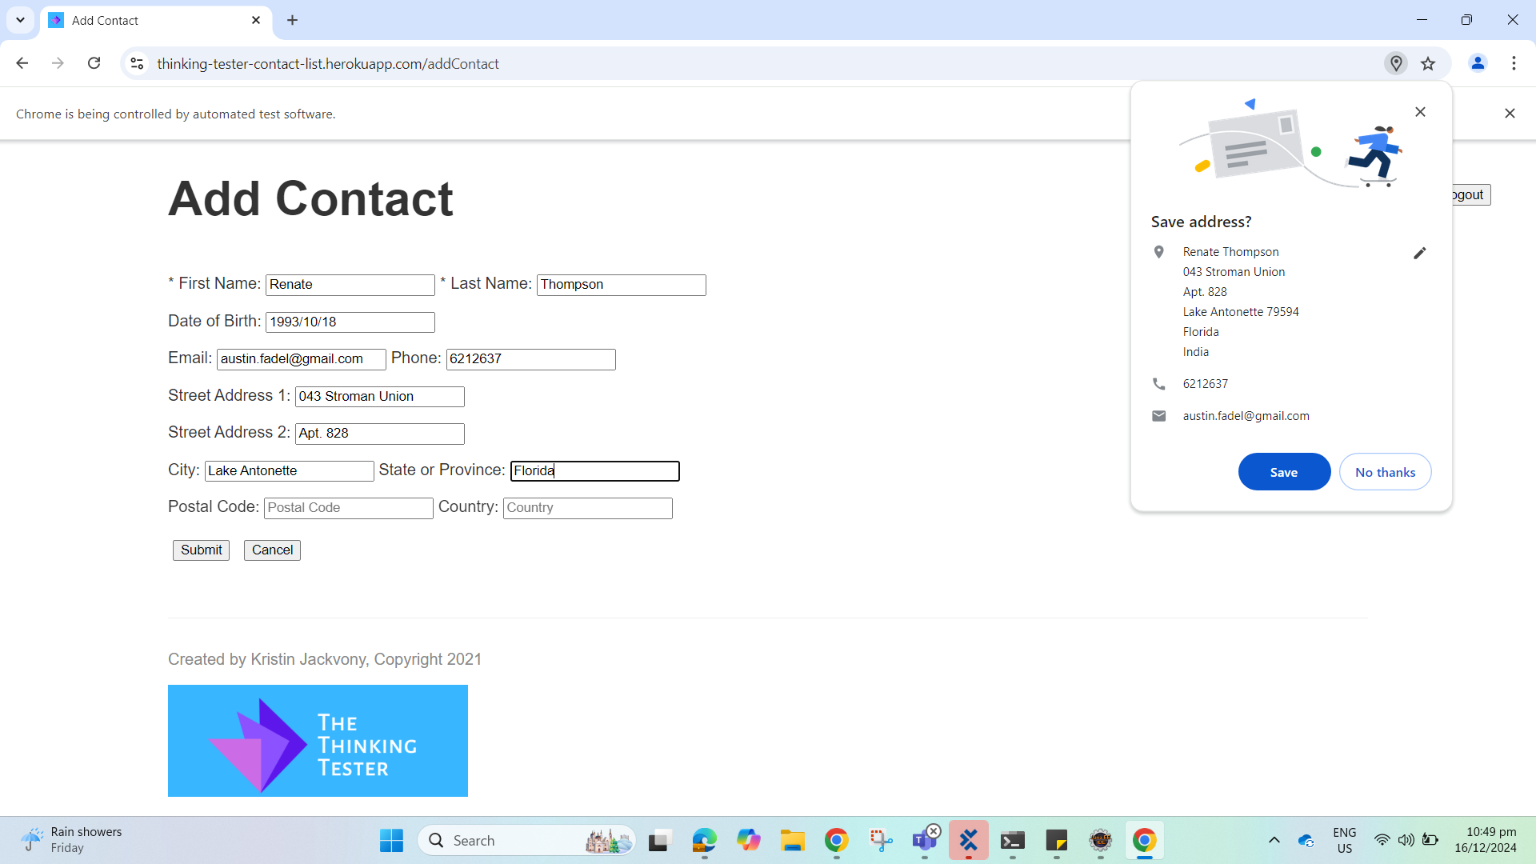 Add Contact
thinking-tester-contact-list.herokuapp.com/addContact
Chrome is being controlled by automated test software.
Add Contact
ogout
* First Name: Renate * Last Name: Thompson
Date of Birth: 1993/10/18
Email: austin.fadel@gmail.com Phone: 6212637
Street Address 1: 043 Stroman Union
Street Address 2: Apt. 828
City: Lake Antonette State or Province: Florida
Postal Code: Postal Code Country: Country
Submit Cancel
Save address?
Renate Thompson
043 Stroman Union
Apt. 828
Lake Antonette 79594
Florida
India
6212637
austin.fadel@gmail.com
Save No thanks
Created by Kristin Jackvony, Copyright 2021
THE
THINKING
TESTER
Rain showers
Friday
Search
ENG
US
10:49 pm
16/12/2024